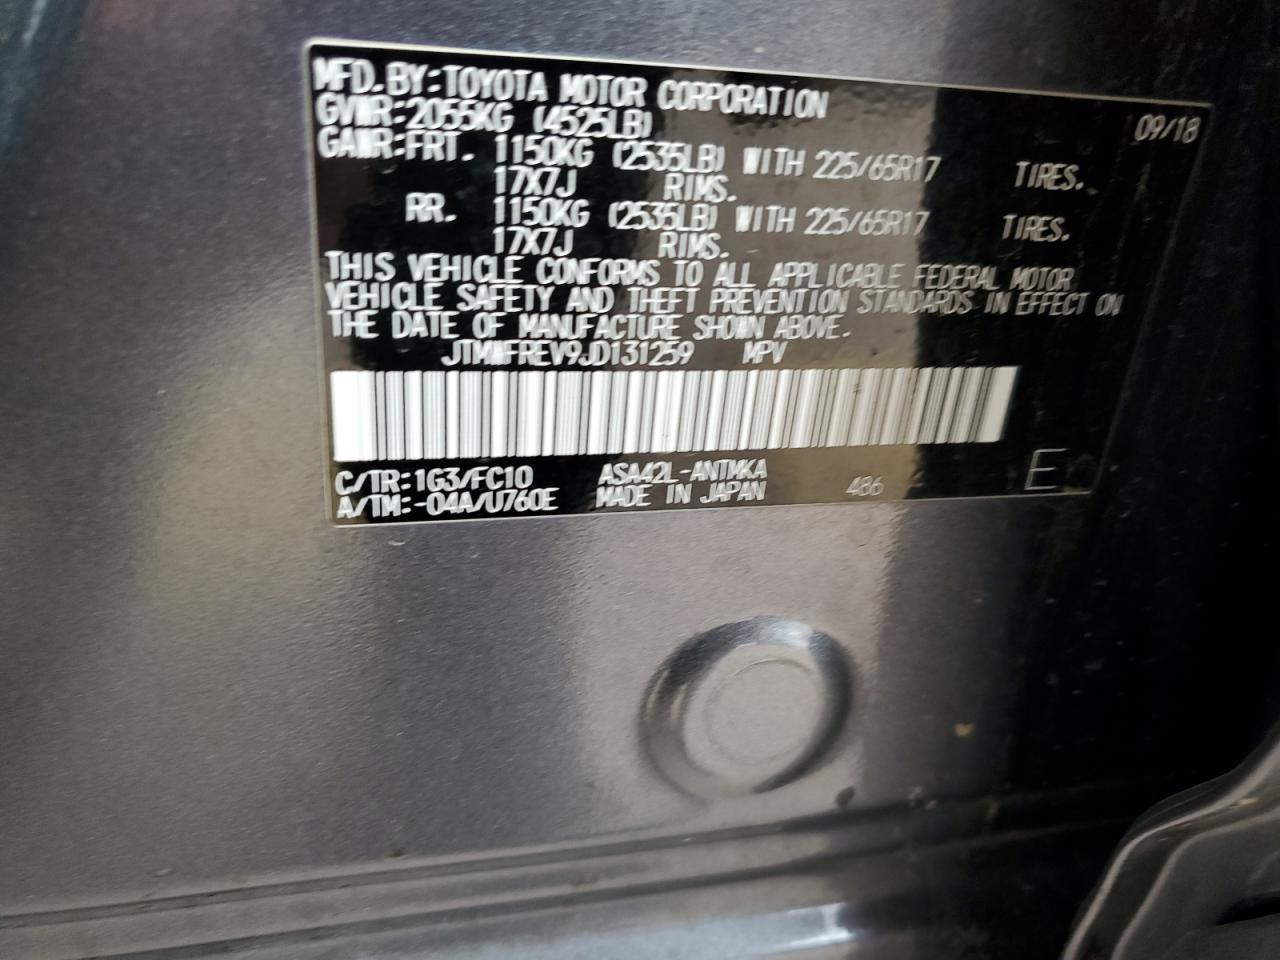 MFD.BY:TOYOTA MOTOR CORPORATION
09/18
GVWR:2055KG (4525LB)
GAWR:FRT. 1150KG (2535LB) WITH 225/65R17 TIRES.
17X7J RIMS.
RR. 1150KG (2535LB) WITH 225/65R17 TIRES.
17X7J RIMS.
THIS VEHICLE CONFORMS TO ALL APPLICABLE FEDERAL MOTOR
VEHICLE SAFETY AND THEFT PREVENTION STANDARDS IN EFFECT ON
THE DATE OF MANUFACTURE SHOWN ABOVE.
JTMWFREV9JD131259 MPV
C/TR:1G3/FC10 ASA42L-ANTMKA
A/TM:-04A/U760E MADE IN JAPAN 486 E